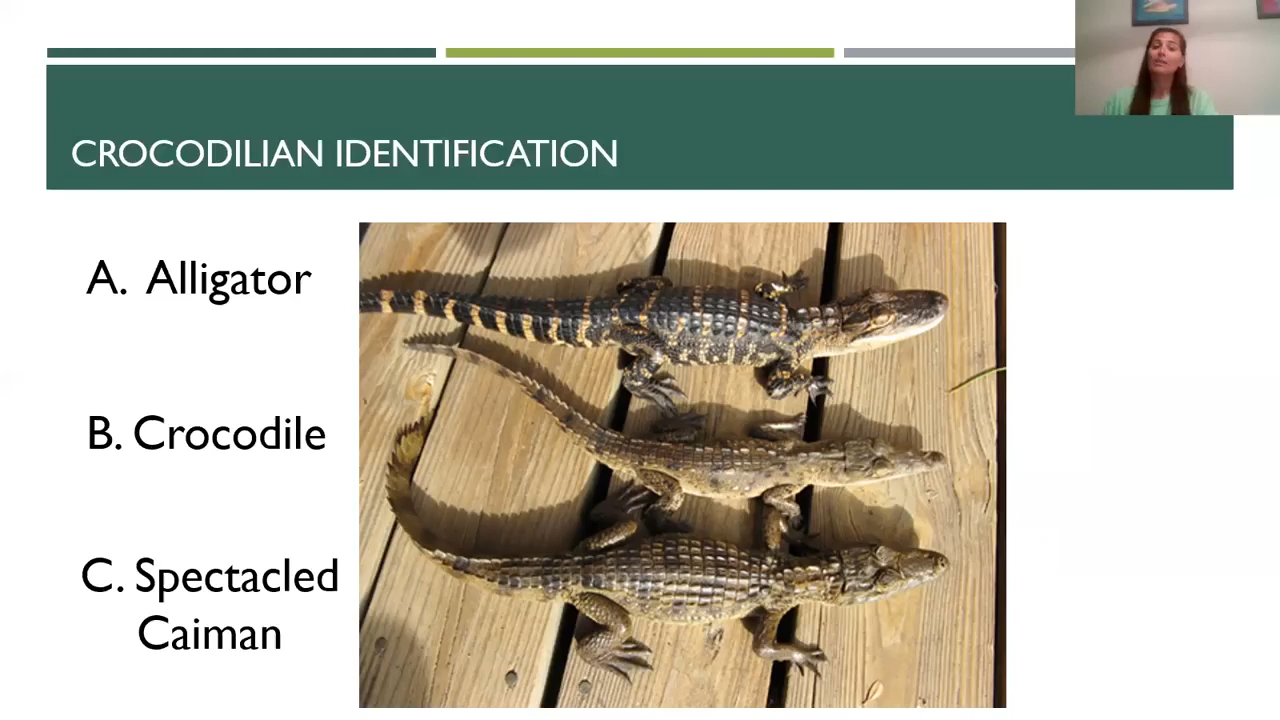 CROCODILIAN IDENTIFICATION
A. Alligator
B. Crocodile
C. Spectacled
Caiman